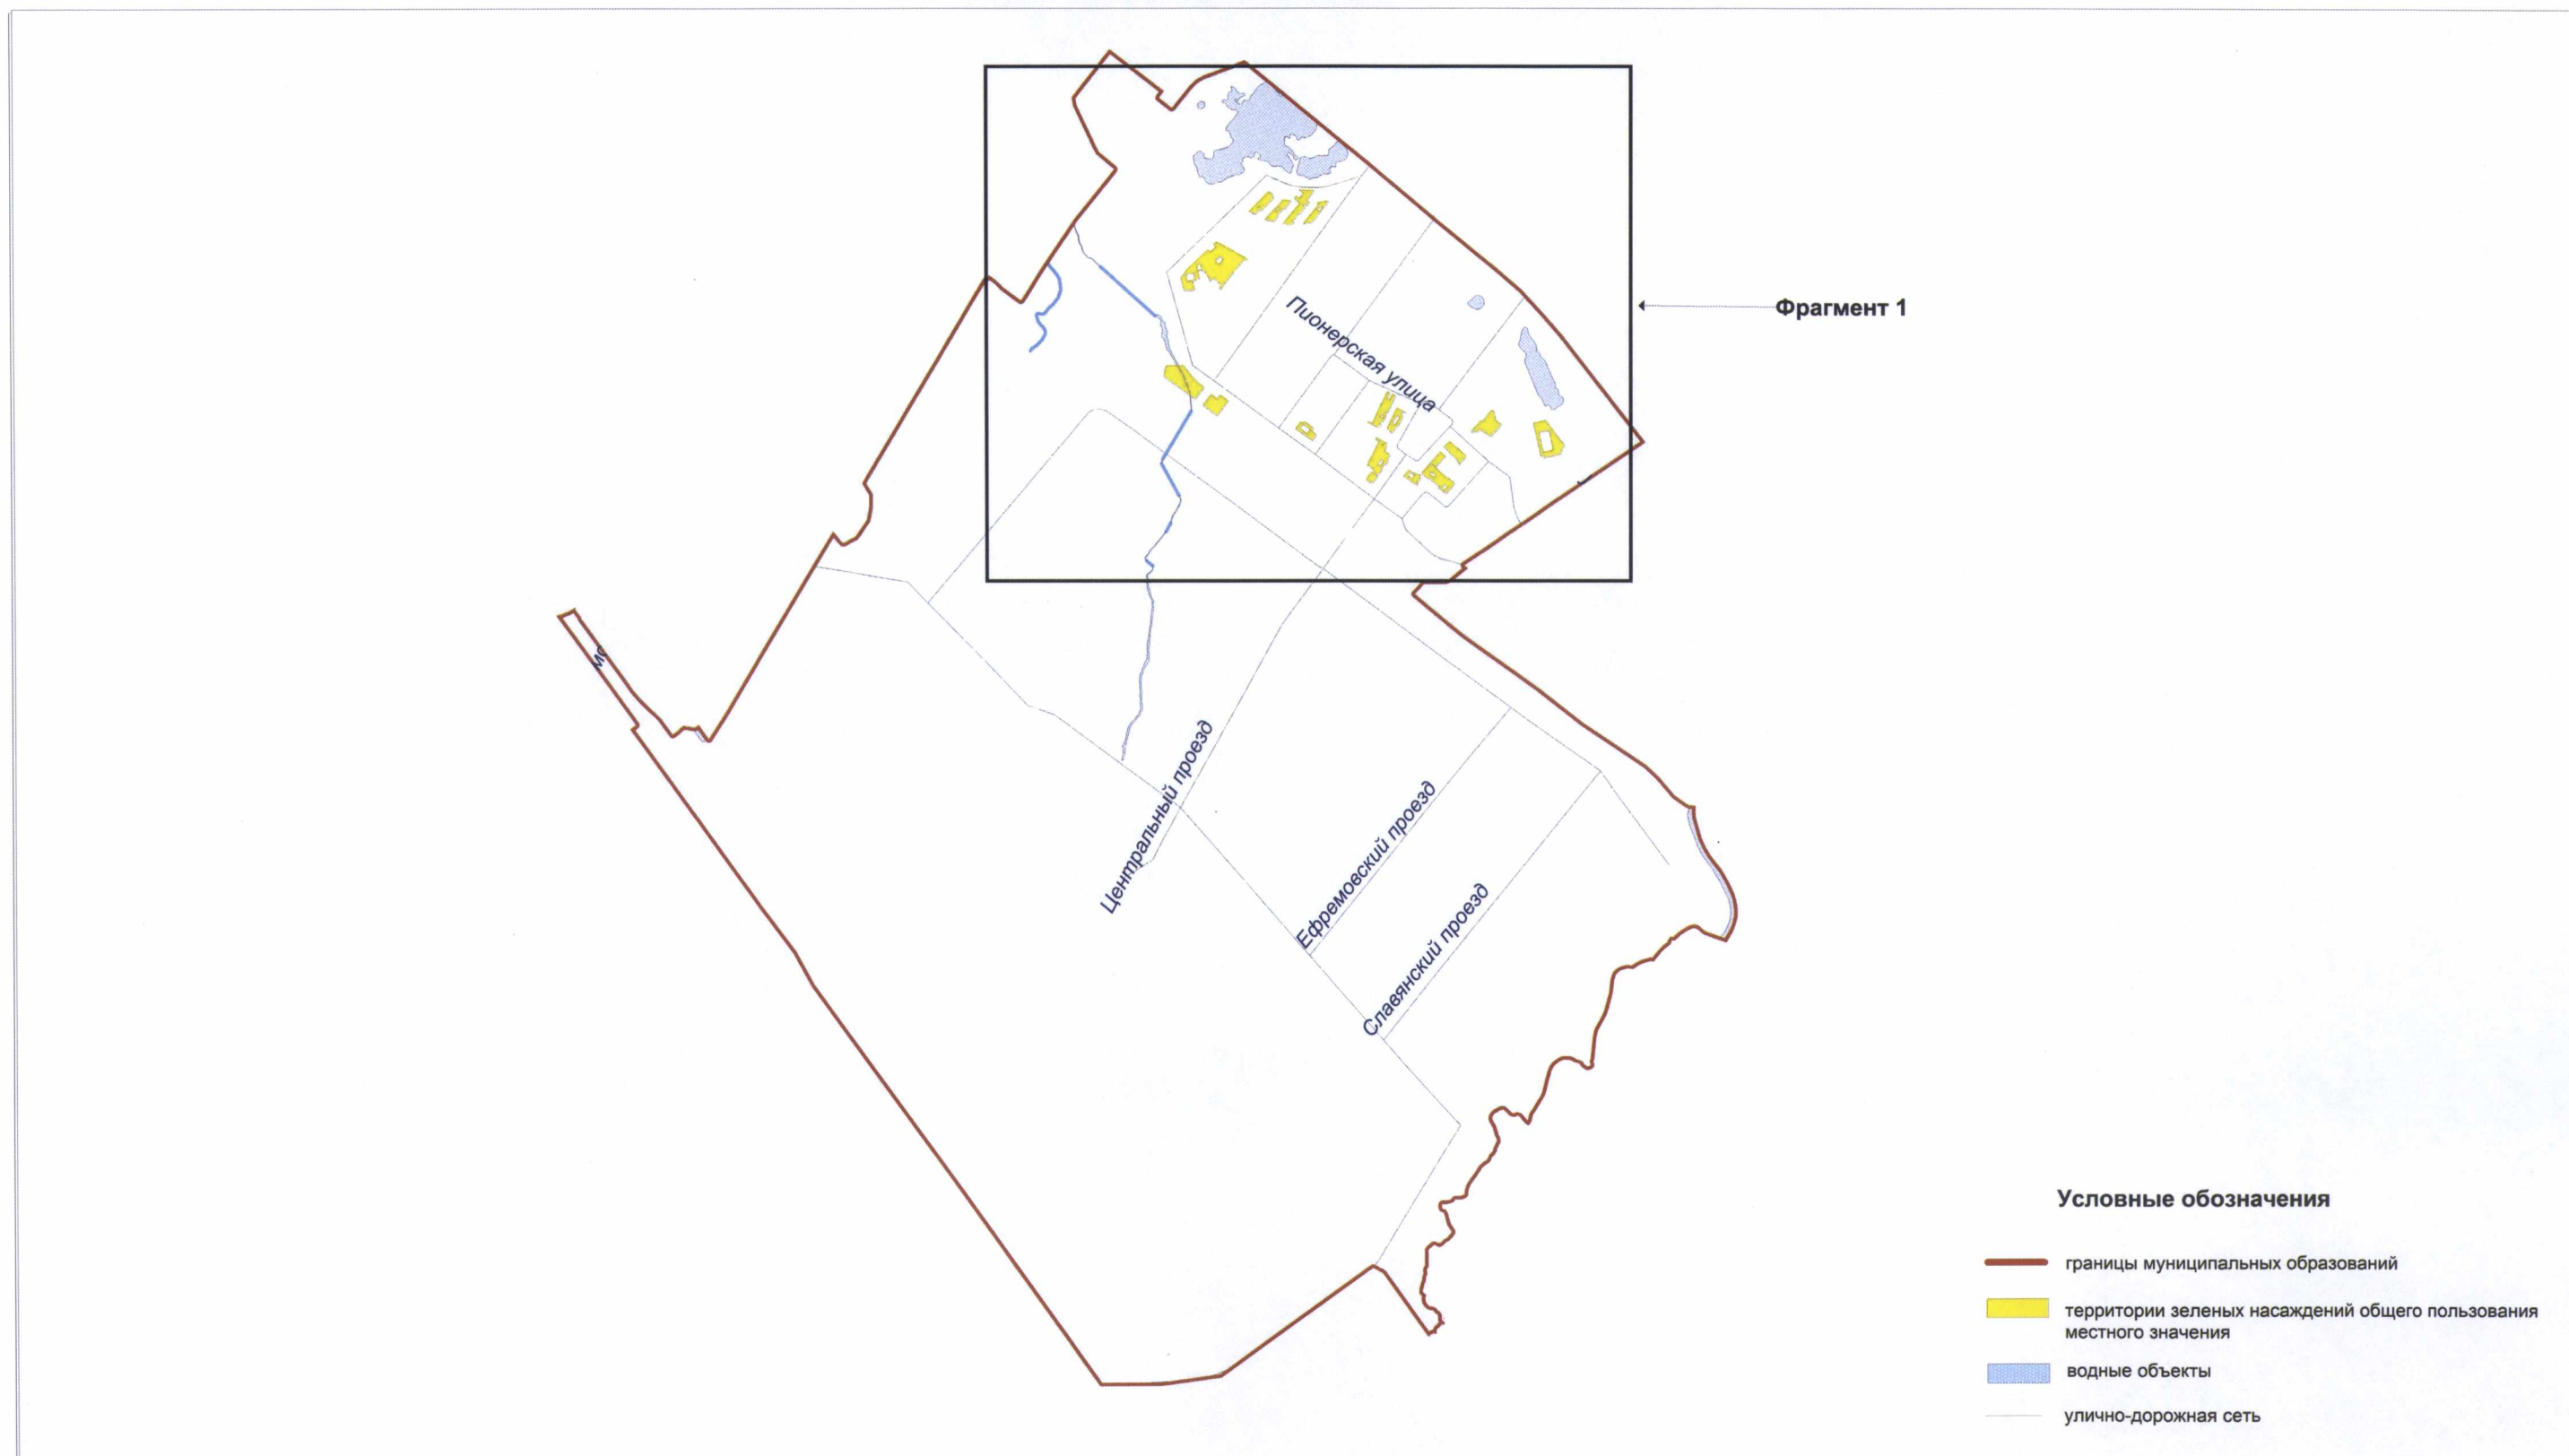 Фрагмент 1
Пионерская улица
Центральный проезд
Ефремовский проезд
Славянский проезд
Условные обозначения
границы муниципальных образований
территории зеленых насаждений общего пользования
местного значения
водные объекты
улично-дорожная сеть